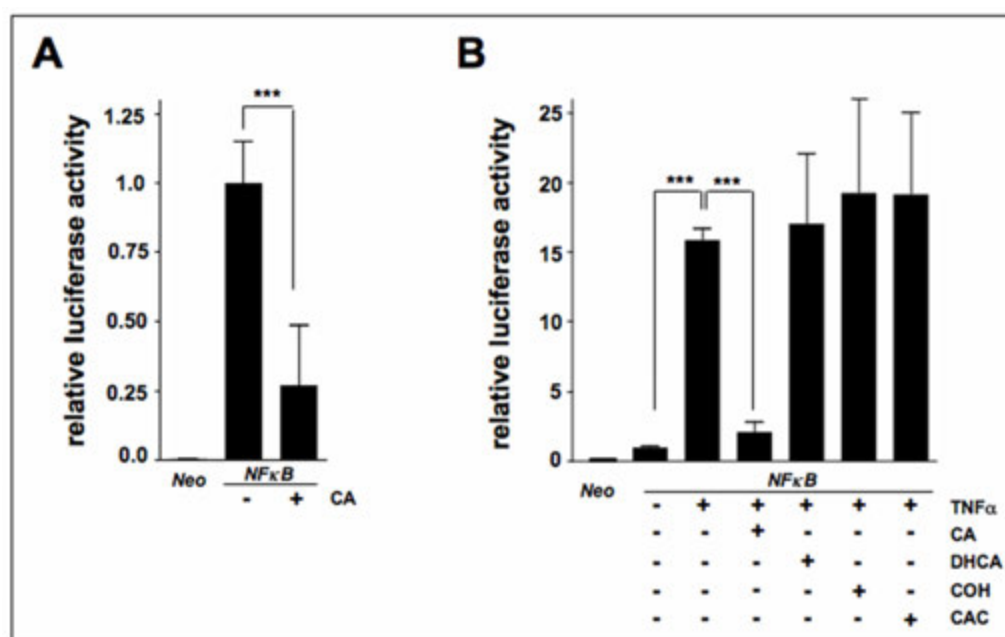 A
B
relative luciferase activity
1.25
1.0
0.75
0.50
0.25
0.0
***
Neo
NFκB
- + CA
relative luciferase activity
25
20
15
10
5
0
*** ***
Neo
NFκB
- + + + + + TNFα
- - + - - - CA
- - - + - - DHCA
- - - - + - COH
- - - - - + CAC